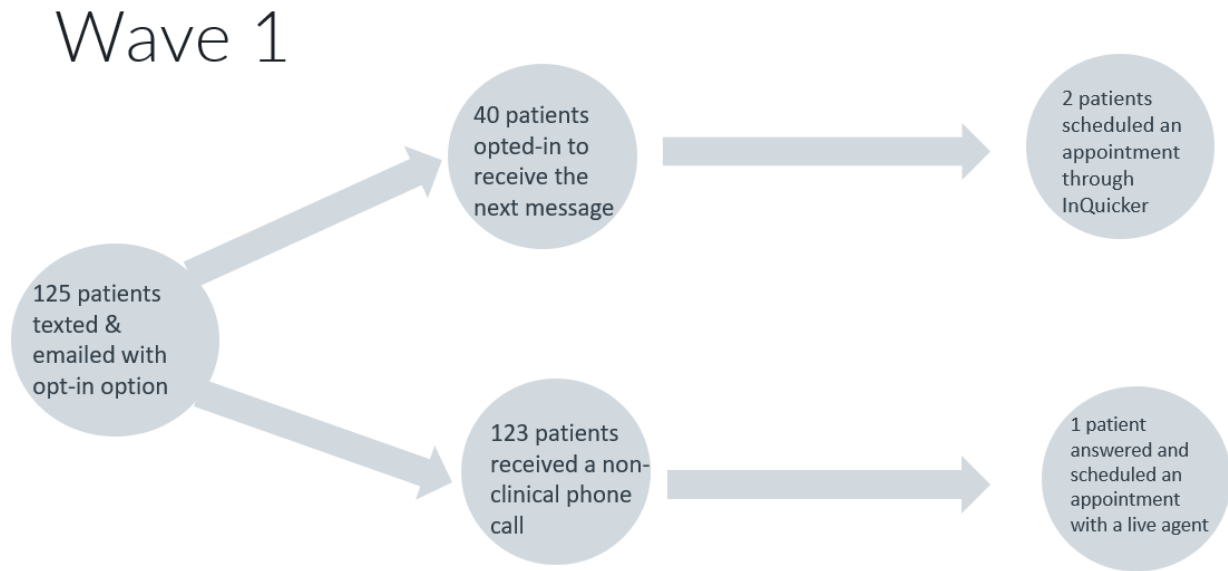 Wave 1
40 patients
opted-in to
receive the
next message
2 patients
scheduled an
appointment
through
InQuicker
125 patients
texted &
emailed with
opt-in option
123 patients
received a non-
clinical phone
call
1 patient
answered and
scheduled an
appointment
with a live agent